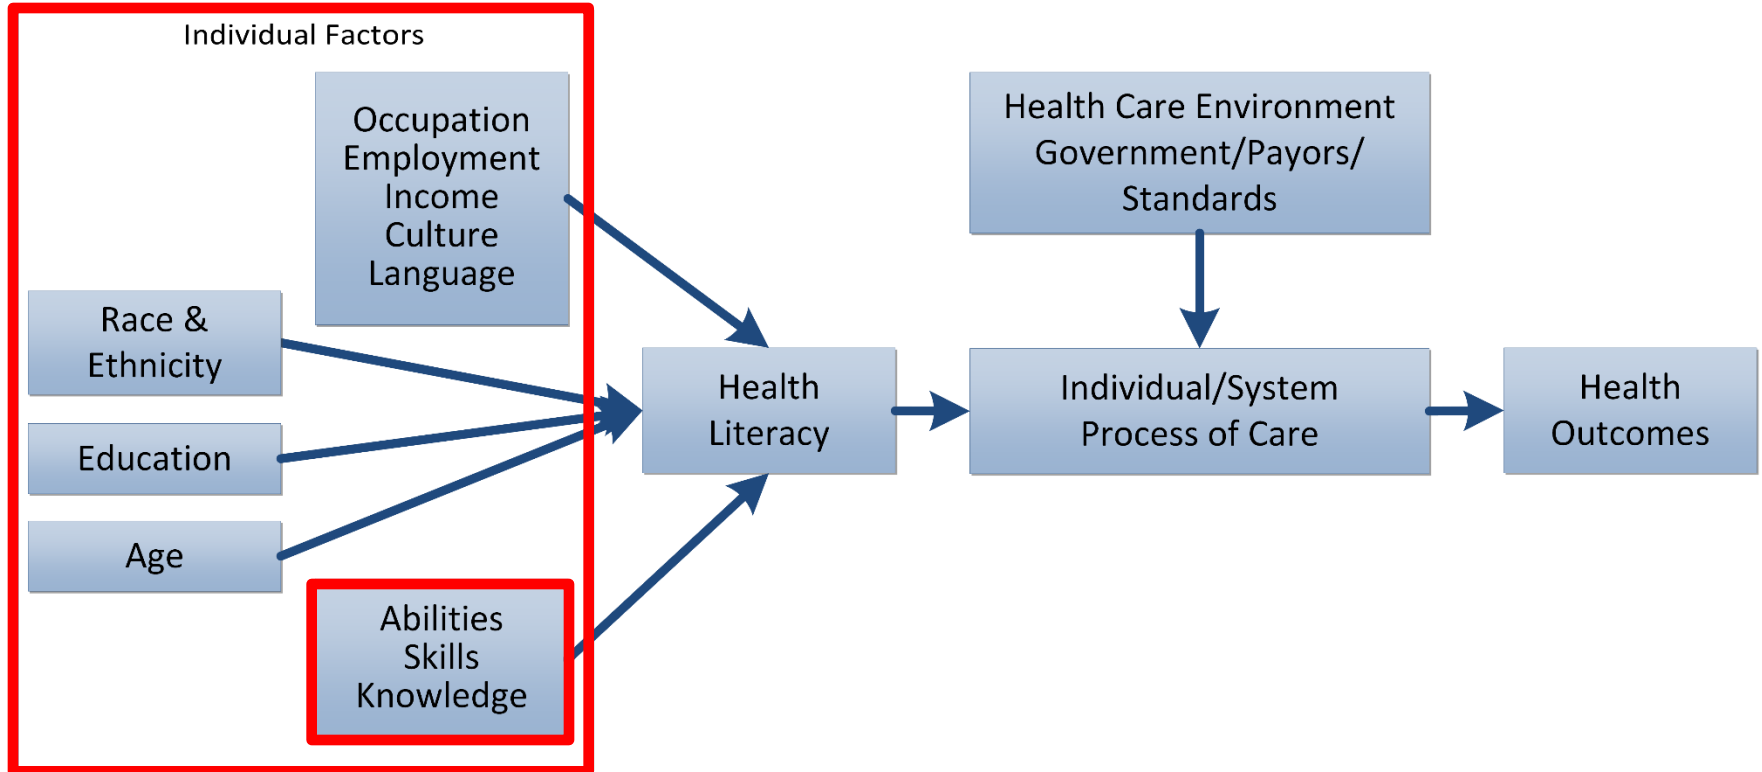 Individual Factors
Occupation
Employment
Income
Culture
Language
Race &
Ethnicity
Education
Age
Abilities
Skills
Knowledge
Health
Literacy
Health Care Environment
Government/Payors/
Standards
Individual/System
Process of Care
Health
Outcomes